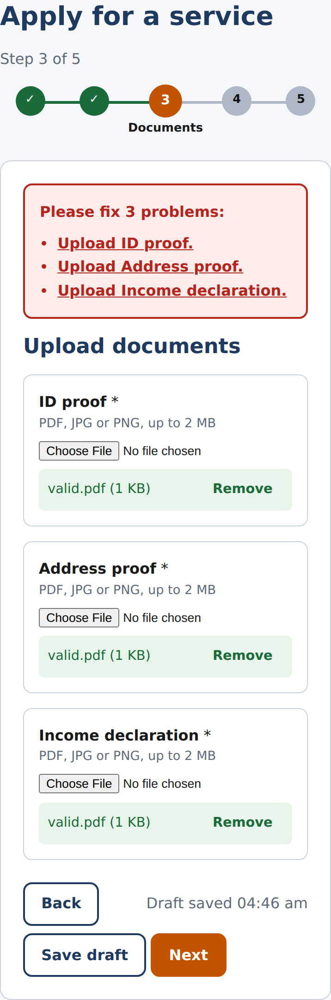 Apply for a service
Step 3 of 5
✓ ✓ 3 4 5
Documents
Please fix 3 problems:
• Upload ID proof.
• Upload Address proof.
• Upload Income declaration.
Upload documents
ID proof *
PDF, JPG or PNG, up to 2 MB
Choose File No file chosen
valid.pdf (1 KB) Remove
Address proof *
PDF, JPG or PNG, up to 2 MB
Choose File No file chosen
valid.pdf (1 KB) Remove
Income declaration *
PDF, JPG or PNG, up to 2 MB
Choose File No file chosen
valid.pdf (1 KB) Remove
Back Draft saved 04:46 am
Save draft Next